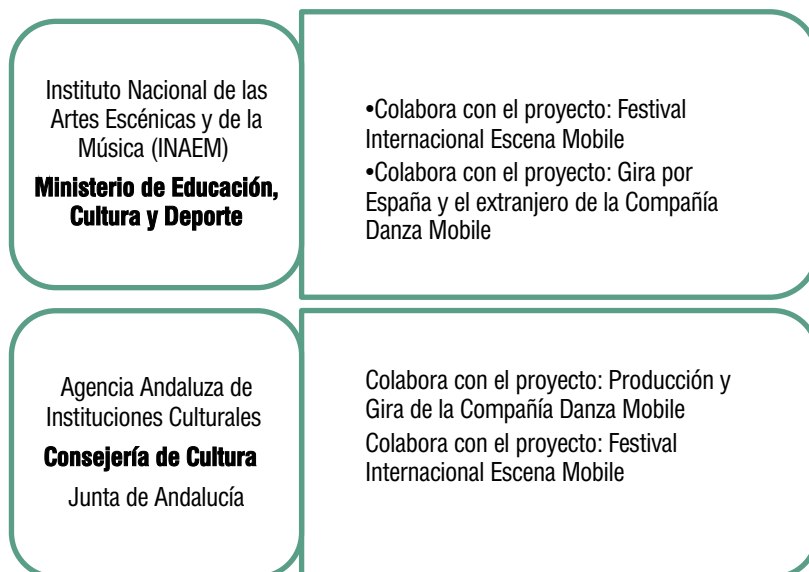 Instituto Nacional de las
Artes Escénicas y de la
Música (INAEM)
Ministerio de Educación,
Cultura y Deporte
•Colabora con el proyecto: Festival
Internacional Escena Mobile
•Colabora con el proyecto: Gira por
España y el extranjero de la Compañía
Danza Mobile
Agencia Andaluza de
Instituciones Culturales
Consejería de Cultura
Junta de Andalucía
Colabora con el proyecto: Producción y
Gira de la Compañía Danza Mobile
Colabora con el proyecto: Festival
Internacional Escena Mobile